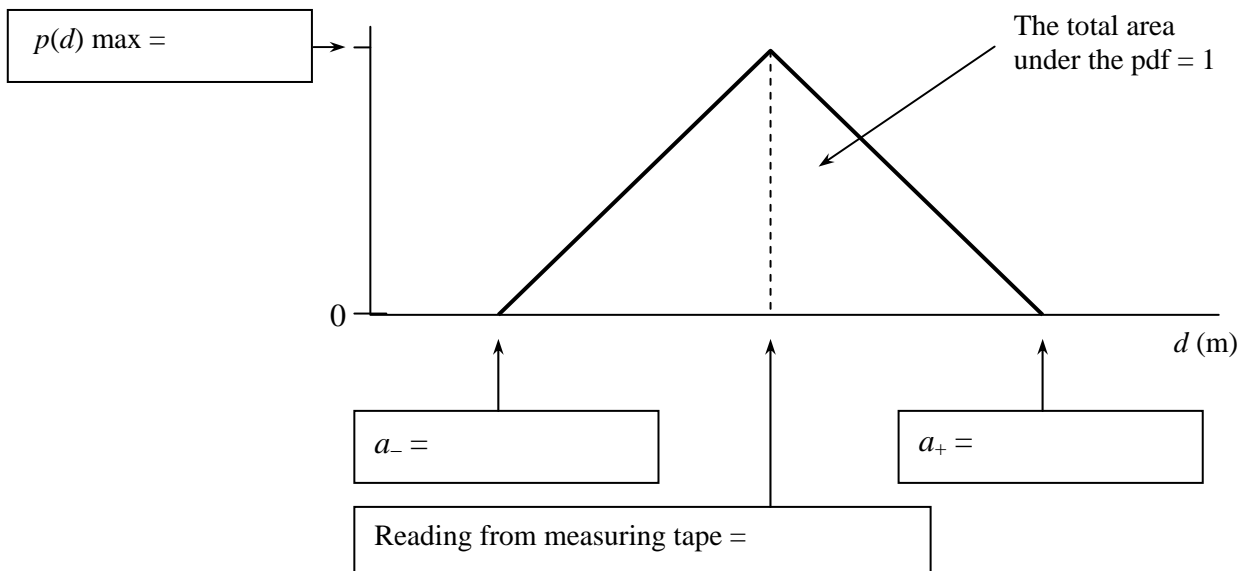 p(d) max =
The total area
under the pdf = 1
0
d (m)
a₋ =
a₊ =
Reading from measuring tape =